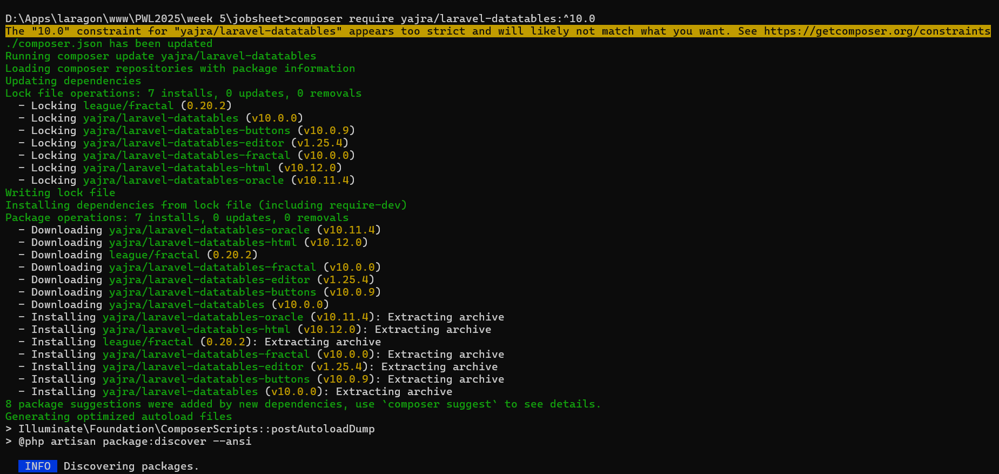 D:\Apps\laragon\www\PWL2025\week 5\jobsheet>composer require yajra/laravel-datatables:^10.0
The "10.0" constraint for "yajra/laravel-datatables" appears too strict and will likely not match what you want. See https://getcomposer.org/constraints
./composer.json has been updated
Running composer update yajra/laravel-datatables
Loading composer repositories with package information
Updating dependencies
Lock file operations: 7 installs, 0 updates, 0 removals
  - Locking league/fractal (0.20.2)
  - Locking yajra/laravel-datatables (v10.0.0)
  - Locking yajra/laravel-datatables-buttons (v10.0.9)
  - Locking yajra/laravel-datatables-editor (v1.25.4)
  - Locking yajra/laravel-datatables-fractal (v10.0.0)
  - Locking yajra/laravel-datatables-html (v10.12.0)
  - Locking yajra/laravel-datatables-oracle (v10.11.4)
Writing lock file
Installing dependencies from lock file (including require-dev)
Package operations: 7 installs, 0 updates, 0 removals
  - Downloading yajra/laravel-datatables-oracle (v10.11.4)
  - Downloading yajra/laravel-datatables-html (v10.12.0)
  - Downloading league/fractal (0.20.2)
  - Downloading yajra/laravel-datatables-fractal (v10.0.0)
  - Downloading yajra/laravel-datatables-editor (v1.25.4)
  - Downloading yajra/laravel-datatables-buttons (v10.0.9)
  - Downloading yajra/laravel-datatables (v10.0.0)
  - Installing yajra/laravel-datatables-oracle (v10.11.4): Extracting archive
  - Installing yajra/laravel-datatables-html (v10.12.0): Extracting archive
  - Installing league/fractal (0.20.2): Extracting archive
  - Installing yajra/laravel-datatables-fractal (v10.0.0): Extracting archive
  - Installing yajra/laravel-datatables-editor (v1.25.4): Extracting archive
  - Installing yajra/laravel-datatables-buttons (v10.0.9): Extracting archive
  - Installing yajra/laravel-datatables (v10.0.0): Extracting archive
8 package suggestions were added by new dependencies, use `composer suggest` to see details.
Generating optimized autoload files
> Illuminate\Foundation\ComposerScripts::postAutoloadDump
> @php artisan package:discover --ansi
INFO Discovering packages.